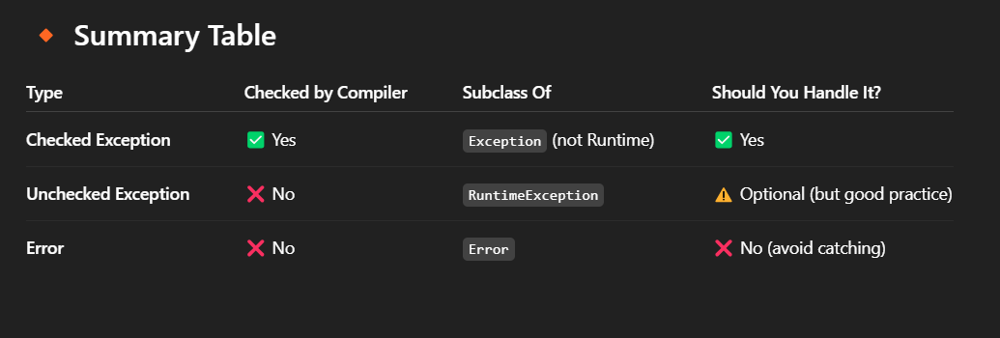 🔸 Summary Table
Type Checked by Compiler Subclass Of Should You Handle It?
Checked Exception ✅ Yes Exception (not Runtime) ✅ Yes
Unchecked Exception ❌ No RuntimeException ⚠️ Optional (but good practice)
Error ❌ No Error ❌ No (avoid catching)